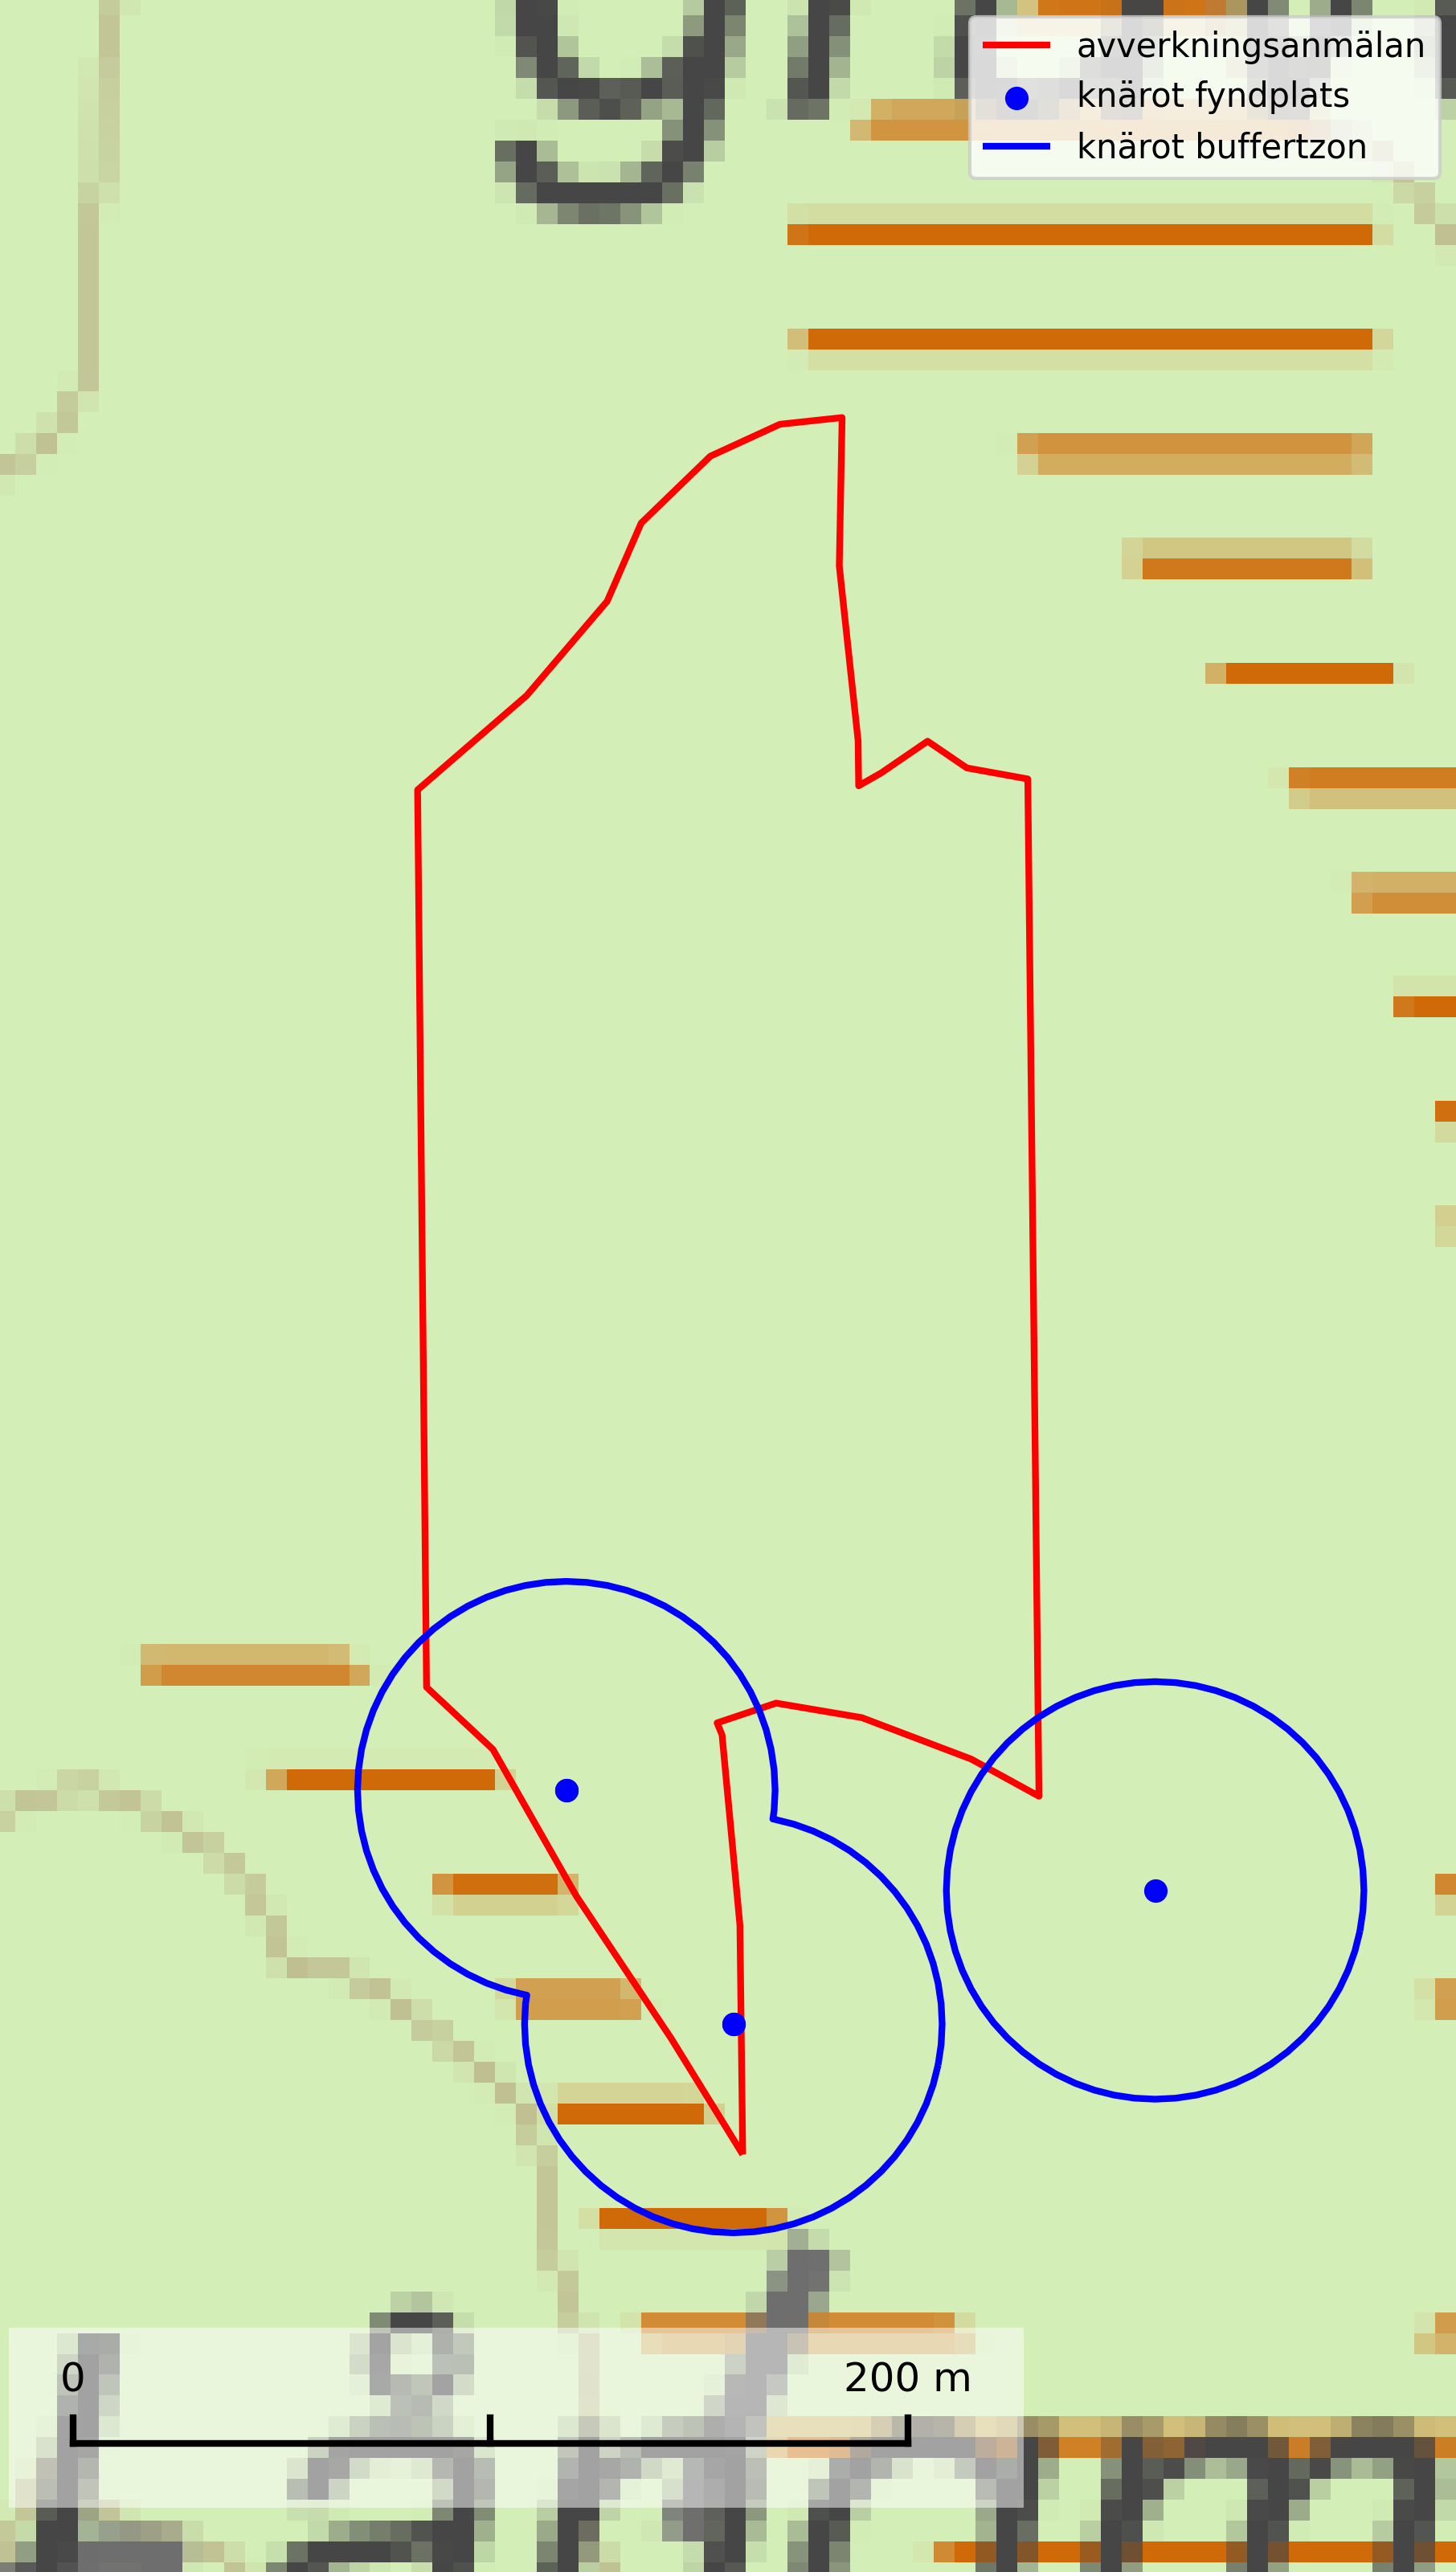 avverkningsanmälan
knärot fyndplats
knärot buffertzon
0 200 m